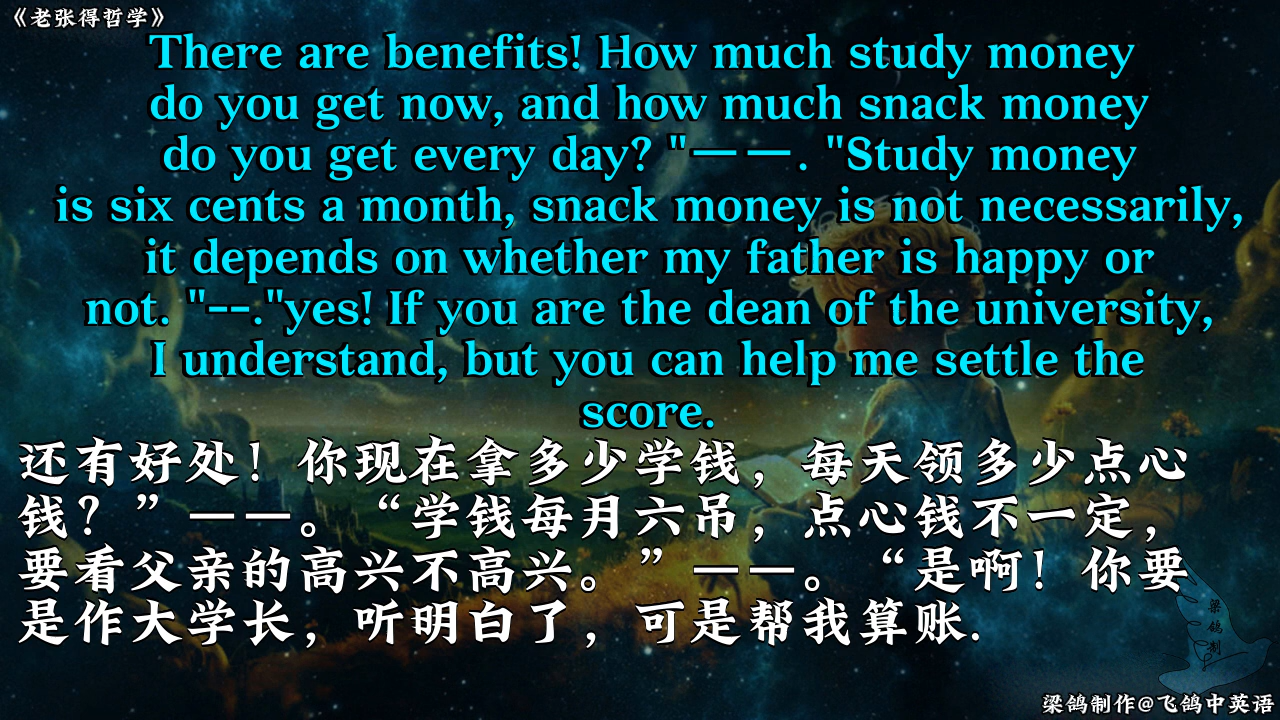 《老张得哲学》
There are benefits! How much study money
do you get now, and how much snack money
do you get every day? "——. "Study money
is six cents a month, snack money is not necessarily,
it depends on whether my father is happy or
not. "--."yes! If you are the dean of the university,
I understand, but you can help me settle the
score.
还有好处！你现在拿多少学钱，每天领多少点心
钱？”——。“学钱每月六吊，点心钱不一定，
要看父亲的高兴不高兴。”——。“是啊！你要
是作大学长，听明白了，可是帮我算账.
梁鸽制
梁鸽制作@飞鸽中英语